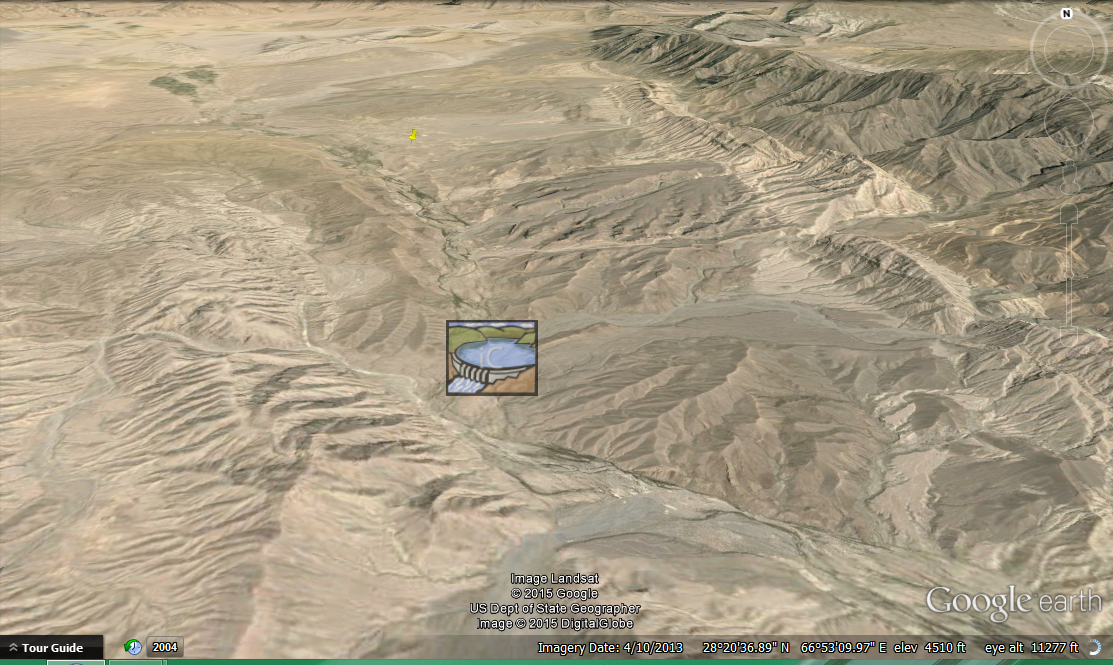 N
Image Landsat
© 2015 Google
US Dept of State Geographer
Image © 2015 DigitalGlobe
Google earth
Tour Guide
2004
Imagery Date: 4/10/2013 28°20'36.89" N 66°53'09.97" E elev 4510 ft eye alt 11277 ft